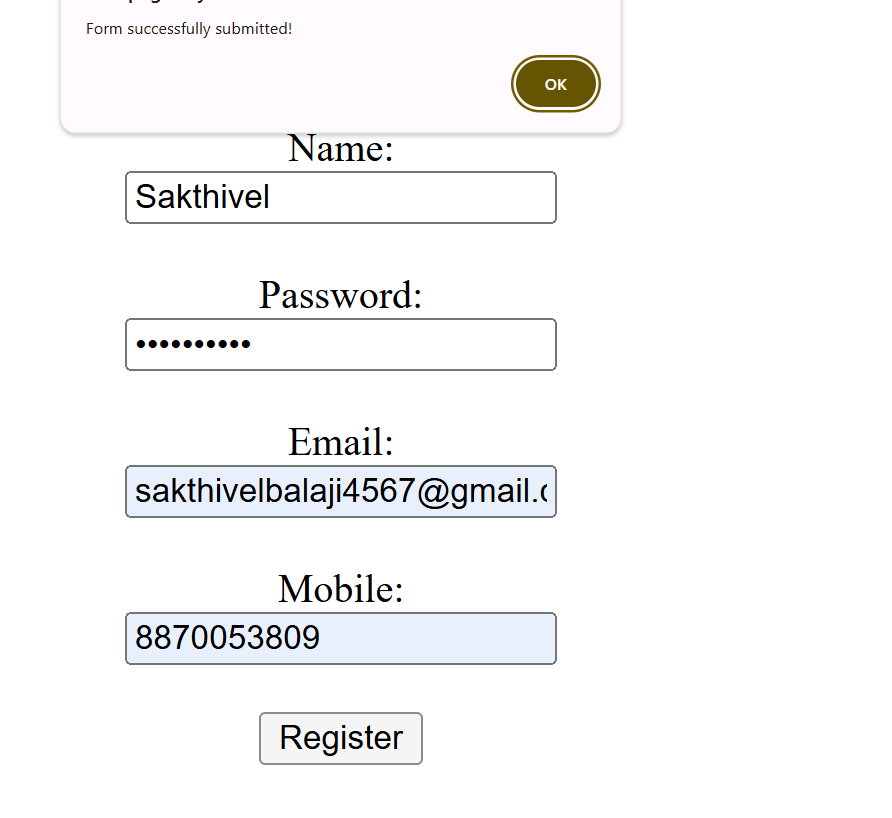 Form successfully submitted!
OK
Name:
Sakthivel
Password:
••••••••••
Email:
sakthivelbalaji4567@gmail.c
Mobile:
8870053809
Register